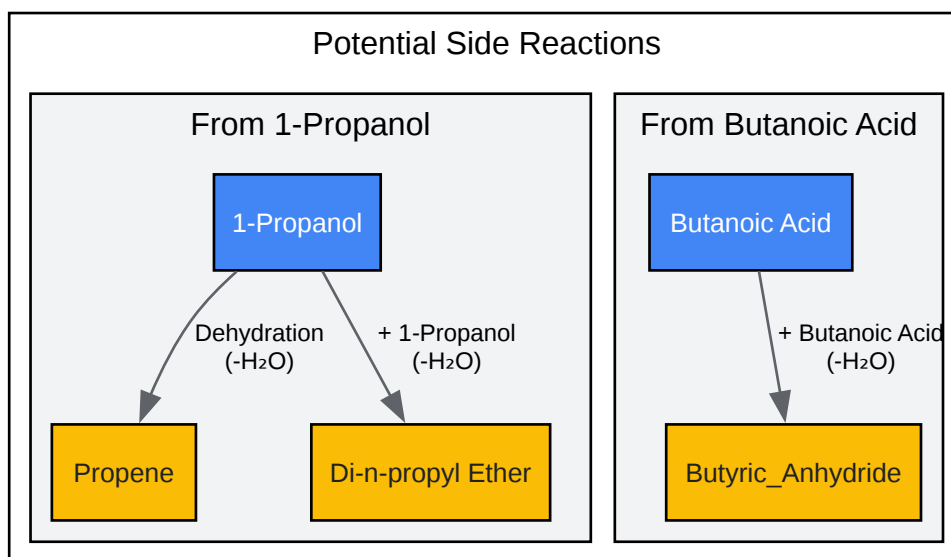 Potential Side Reactions
From 1-Propanol
1-Propanol
Dehydration
(-H₂O)
+ 1-Propanol
(-H₂O)
Propene
Di-n-propyl Ether
From Butanoic Acid
Butanoic Acid
+ Butanoic Acid
(-H₂O)
Butyric_Anhydride